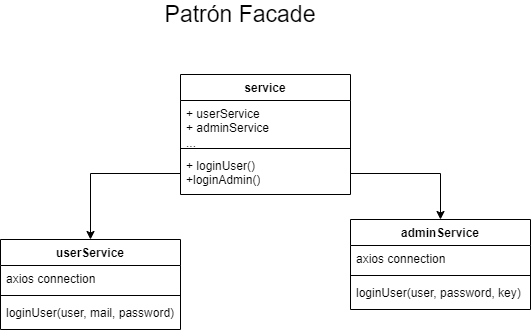 Patrón Facade
service
+ userService
+ adminService
...
+ loginUser()
+loginAdmin()
userService
axios connection
loginUser(user, mail, password)
adminService
axios connection
loginUser(user, password, key)